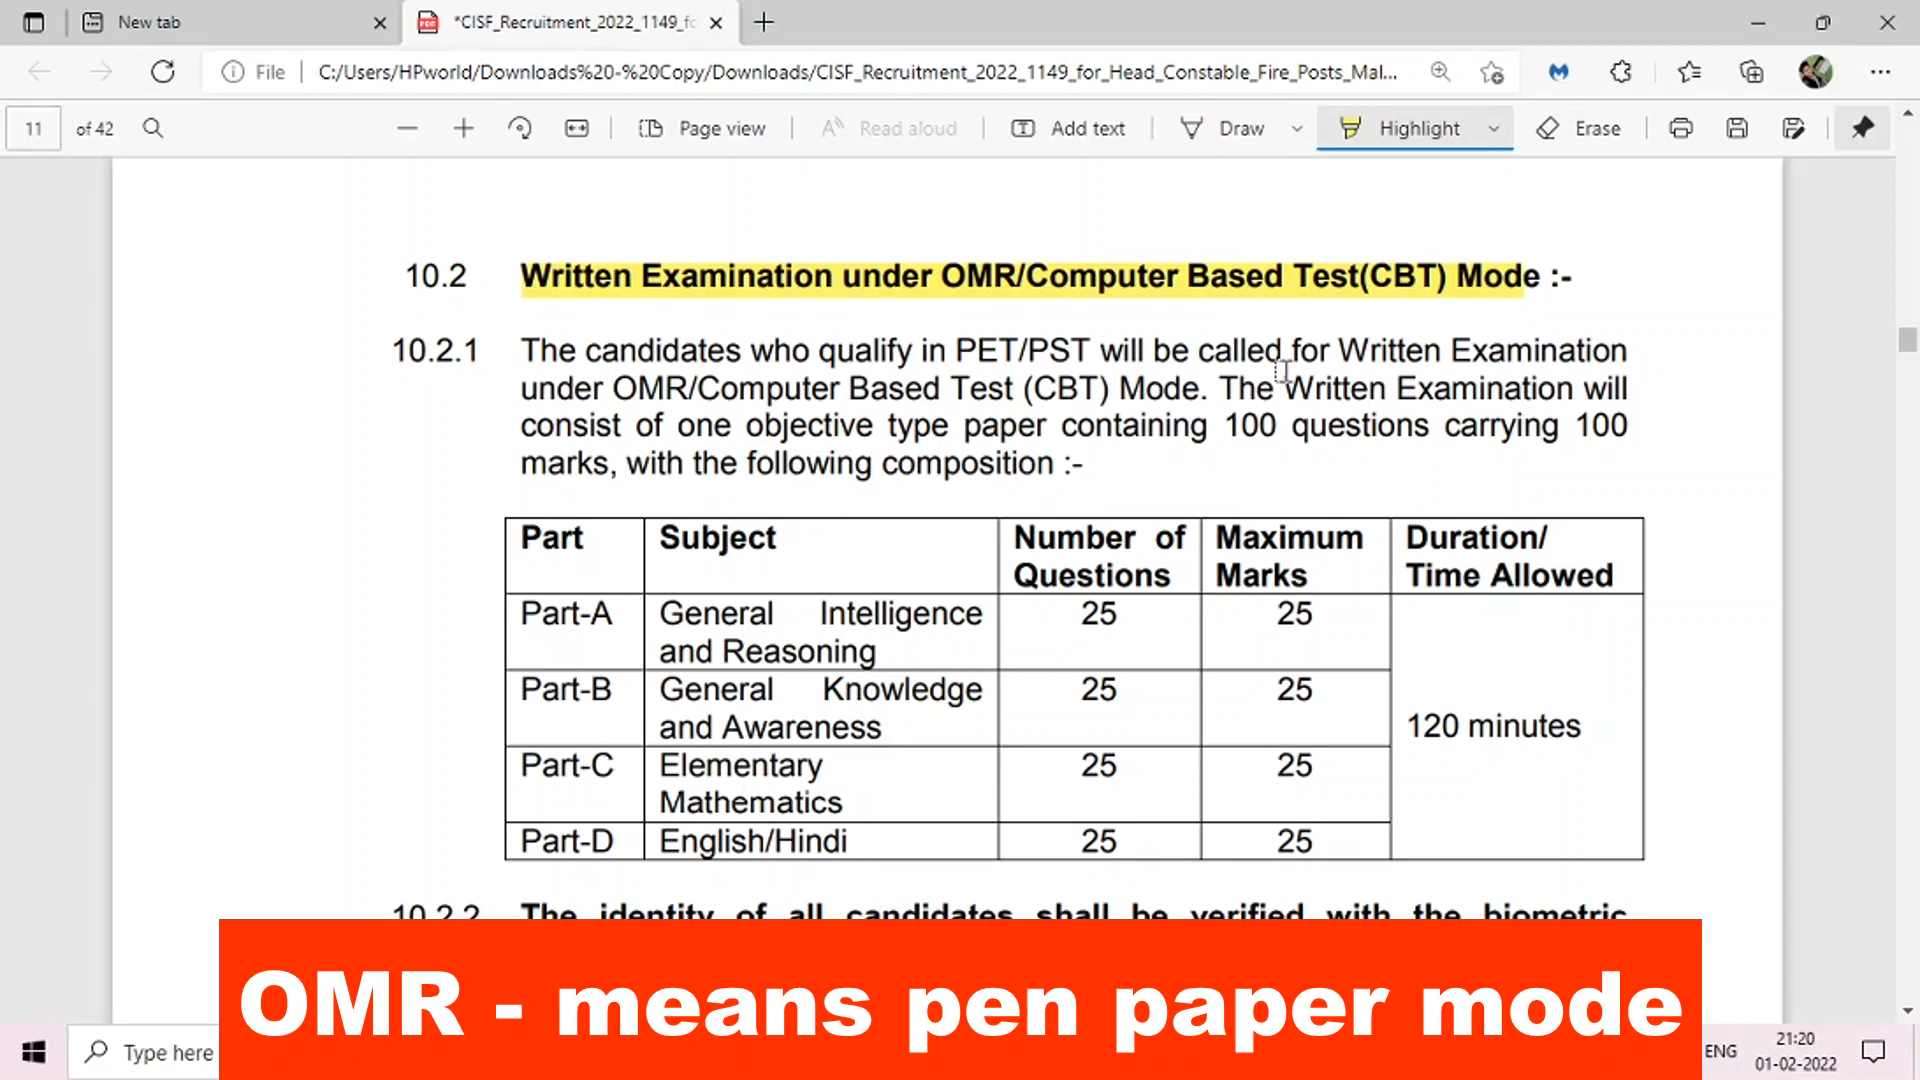 New tab
*CISF_Recruitment_2022_1149_fo
File
C:/Users/HPworld/Downloads%20-%20Copy/Downloads/CISF_Recruitment_2022_1149_for_Head_Constable_Fire_Posts_Mal...
11 of 42
Page view
Read aloud
Add text
Draw
Highlight
Erase
10.2 Written Examination under OMR/Computer Based Test(CBT) Mode :-
10.2.1 The candidates who qualify in PET/PST will be called for Written Examination
under OMR/Computer Based Test (CBT) Mode. The Written Examination will
consist of one objective type paper containing 100 questions carrying 100
marks, with the following composition :-
Part Subject Number of Questions Maximum Marks Duration/ Time Allowed
Part-A General Intelligence and Reasoning 25 25
Part-B General Knowledge and Awareness 25 25
120 minutes
Part-C Elementary Mathematics 25 25
Part-D English/Hindi 25 25
10.2.2 The identity of all candidates shall be verified with the biometric
OMR - means pen paper mode
Type here
ENG
21:20
01-02-2022